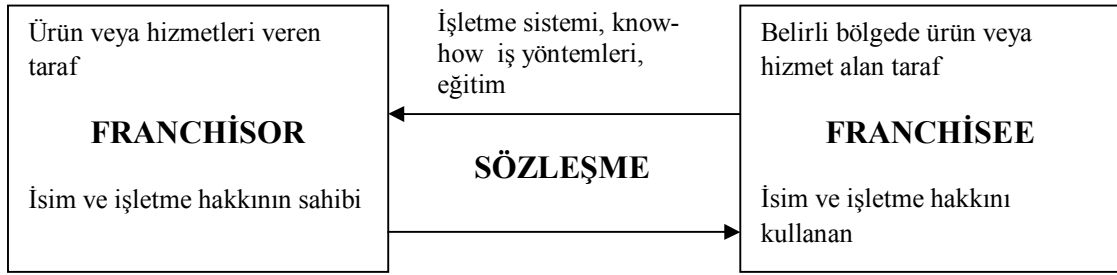 Ürün veya hizmetleri veren
taraf
FRANCHİSOR
İsim ve işletme hakkının sahibi
İşletme sistemi, know-
how iş yöntemleri,
eğitim
SÖZLEŞME
Belirli bölgede ürün veya
hizmet alan taraf
FRANCHİSEE
İsim ve işletme hakkını
kullanan